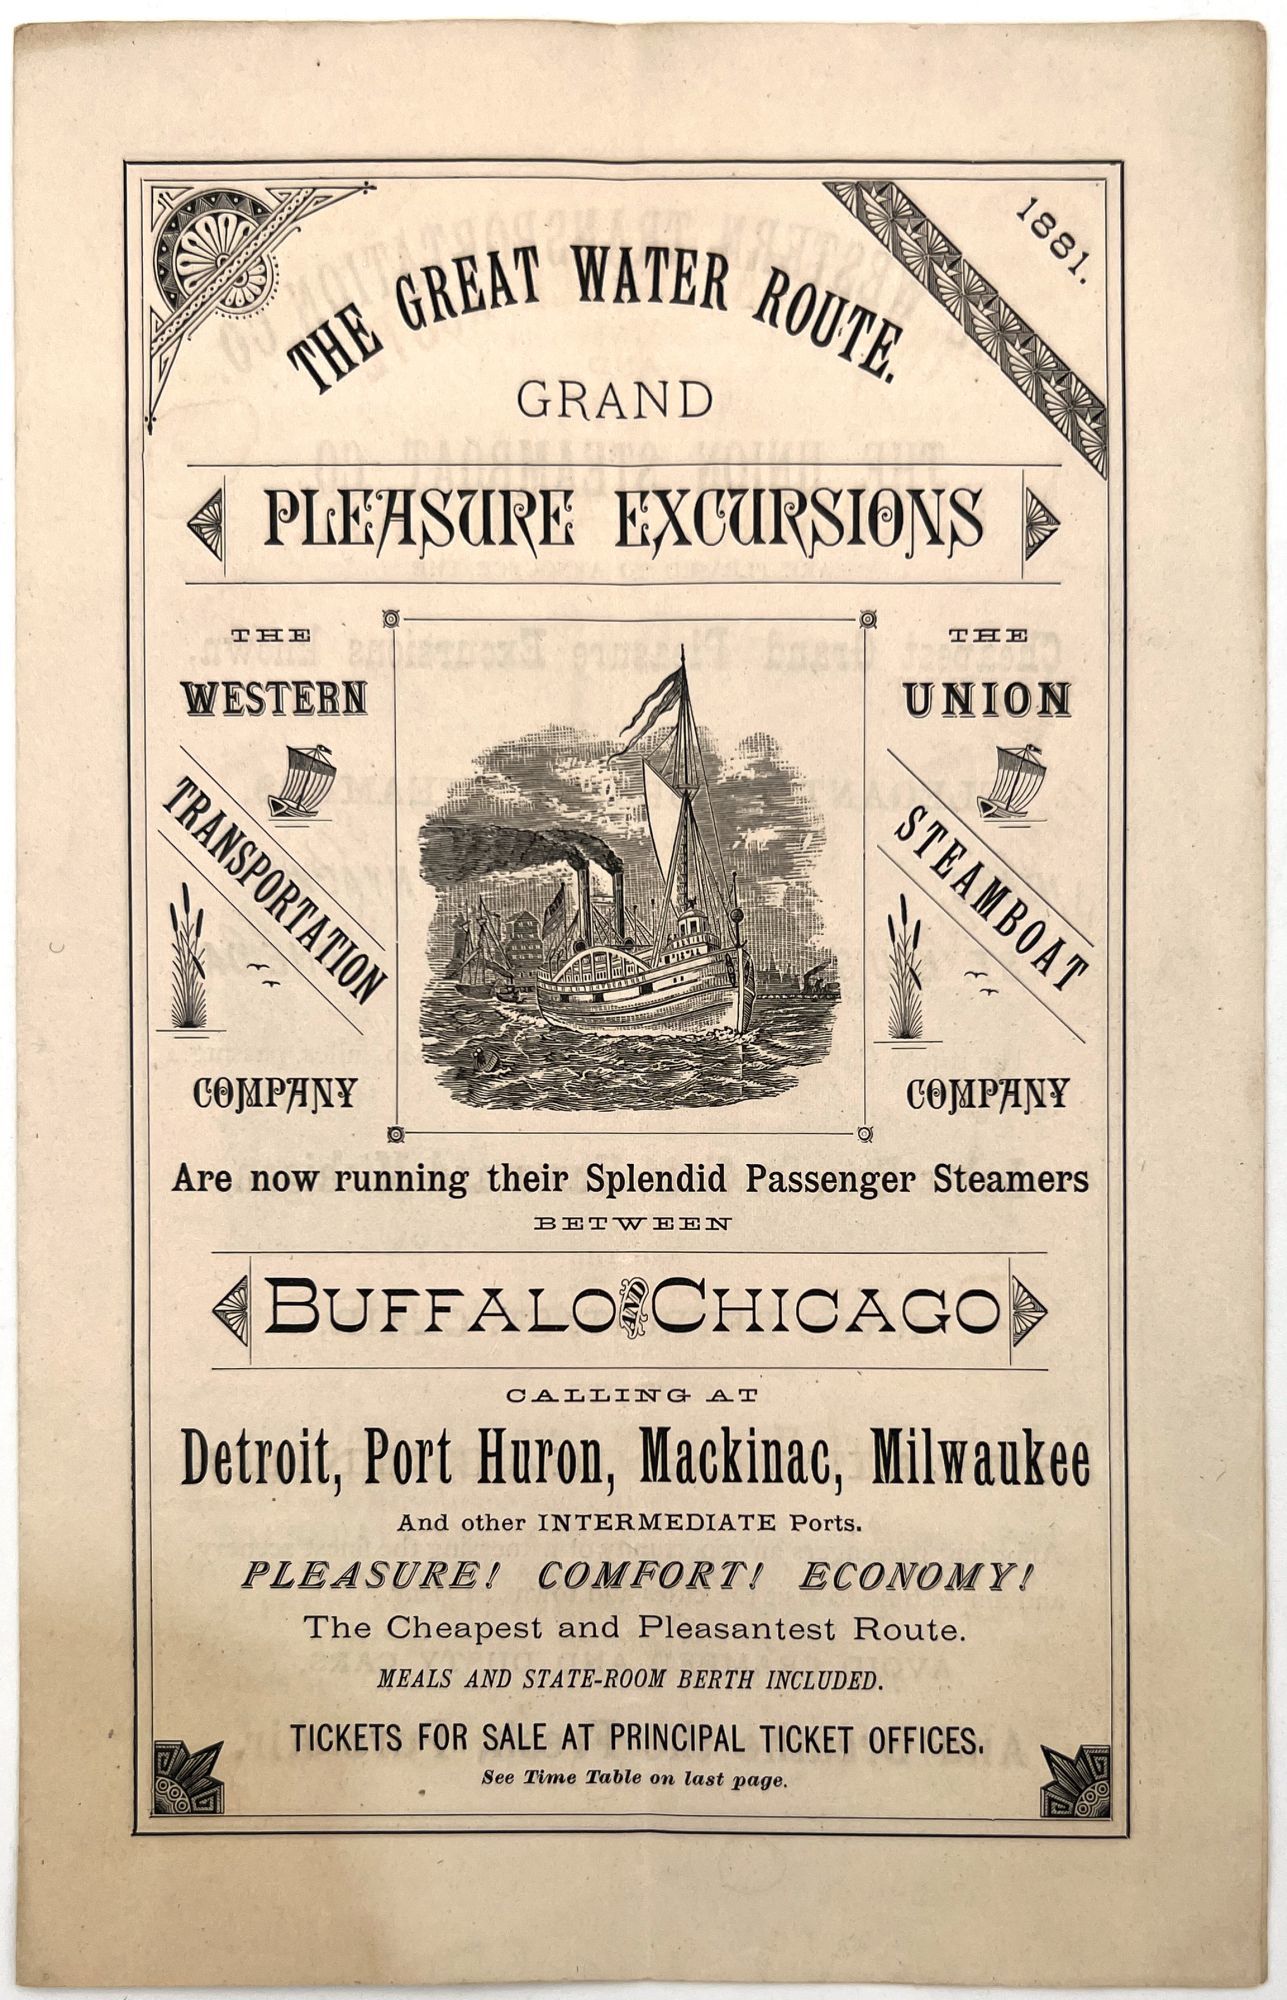 1881.
THE GREAT WATER ROUTE.
GRAND
PLEASURE EXCURSIONS
THE
WESTERN
TRANSPORTATION
COMPANY
THE
UNION
STEAMBOAT
COMPANY
Are now running their Splendid Passenger Steamers
BETWEEN
BUFFALO AND CHICAGO
CALLING AT
Detroit, Port Huron, Mackinac, Milwaukee
And other INTERMEDIATE Ports.
PLEASURE! COMFORT! ECONOMY!
The Cheapest and Pleasantest Route.
MEALS AND STATE-ROOM BERTH INCLUDED.
TICKETS FOR SALE AT PRINCIPAL TICKET OFFICES.
See Time Table on last page.